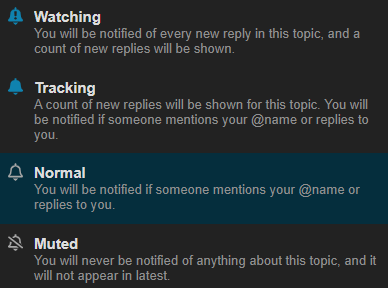 Watching
You will be notified of every new reply in this topic, and a
count of new replies will be shown.
Tracking
A count of new replies will be shown for this topic. You will
be notified if someone mentions your @name or replies to
you.
Normal
You will be notified if someone mentions your @name or
replies to you.
Muted
You will never be notified of anything about this topic, and it
will not appear in latest.